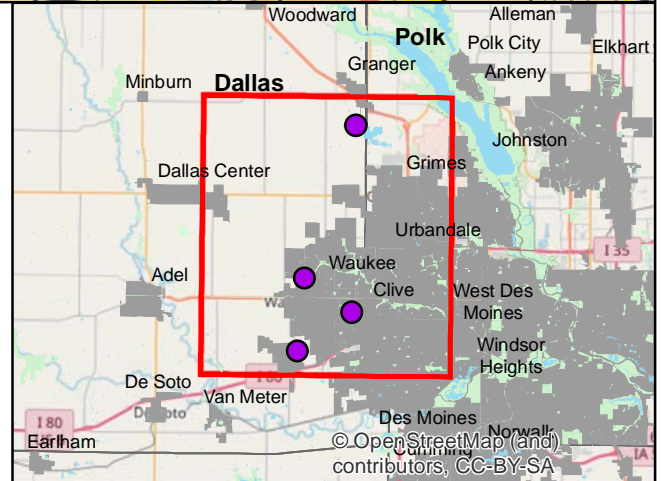 Woodward
Alleman
Polk
Polk City
Elkhart
Granger
Ankeny
Minburn
Dallas
Johnston
Grimes
Dallas Center
Urbandale
I 35
Waukee
Adel
Clive
West Des
Moines
Windsor
Heights
I 80
De Soto
Van Meter
Des Moines
Norwalk
I 80
Earlham
Cumming
© OpenStreetMap (and)
contributors, CC-BY-SA